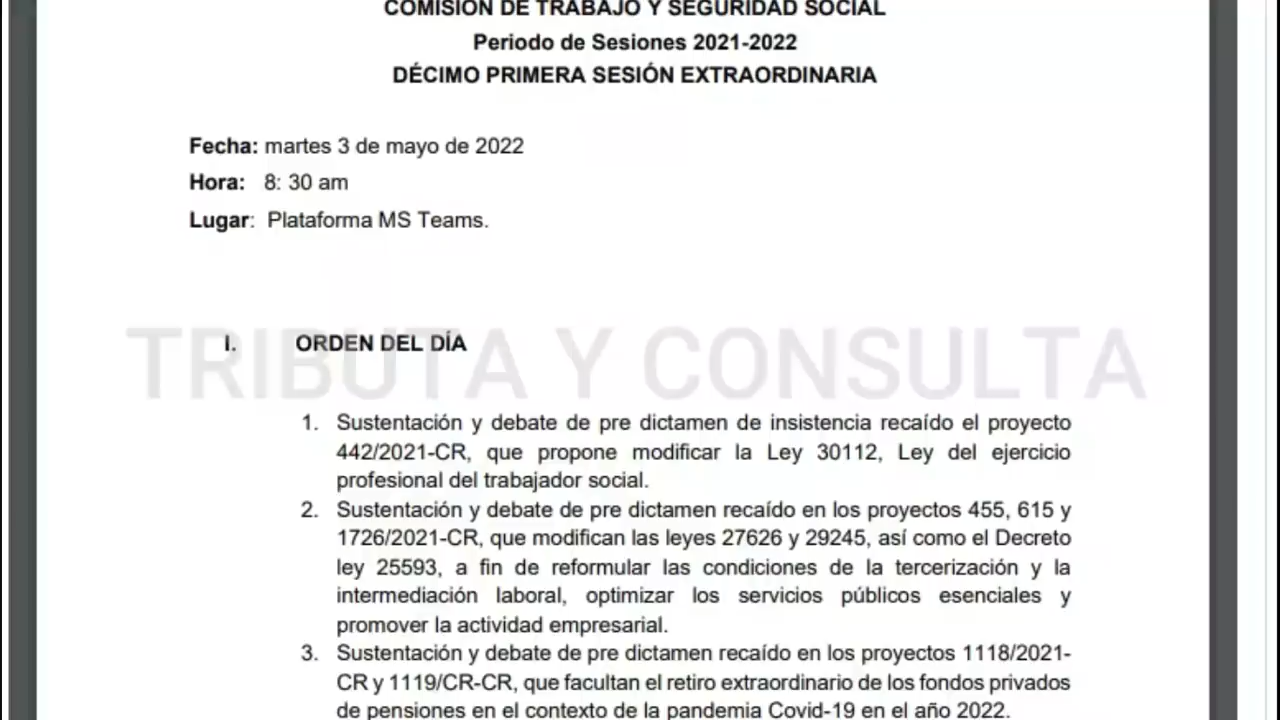 COMISIÓN DE TRABAJO Y SEGURIDAD SOCIAL
Periodo de Sesiones 2021-2022
DÉCIMO PRIMERA SESIÓN EXTRAORDINARIA
Fecha: martes 3 de mayo de 2022
Hora: 8: 30 am
Lugar: Plataforma MS Teams.
TRIBUTA Y CONSULTA
I. ORDEN DEL DÍA
1. Sustentación y debate de pre dictamen de insistencia recaído el proyecto
442/2021-CR, que propone modificar la Ley 30112, Ley del ejercicio
profesional del trabajador social.
2. Sustentación y debate de pre dictamen recaído en los proyectos 455, 615 y
1726/2021-CR, que modifican las leyes 27626 y 29245, así como el Decreto
ley 25593, a fin de reformular las condiciones de la tercerización y la
intermediación laboral, optimizar los servicios públicos esenciales y
promover la actividad empresarial.
3. Sustentación y debate de pre dictamen recaído en los proyectos 1118/2021-
CR y 1119/CR-CR, que facultan el retiro extraordinario de los fondos privados
de pensiones en el contexto de la pandemia Covid-19 en el año 2022.